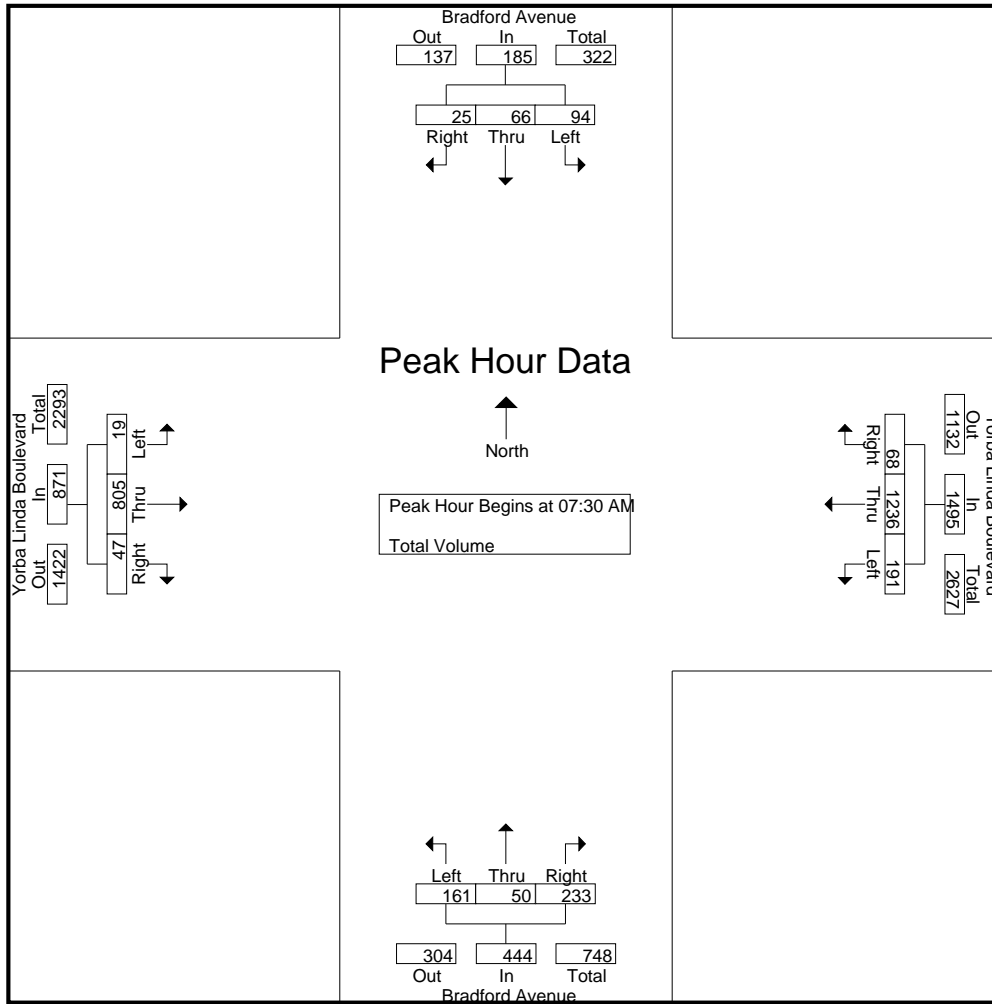 Bradford Avenue
Out In Total
137 185 322
25 66 94
Right Thru Left
Peak Hour Data
North
Peak Hour Begins at 07:30 AM
Total Volume
Yorba Linda Boulevard
Out In Total
1422 871 2293
47 805 19
Right Thru Left
Yorba Linda Boulevard
Out In Total
1132 1495 2627
68 1236 191
Right Thru Left
Left Thru Right
161 50 233
304 444 748
Out In Total
Bradford Avenue